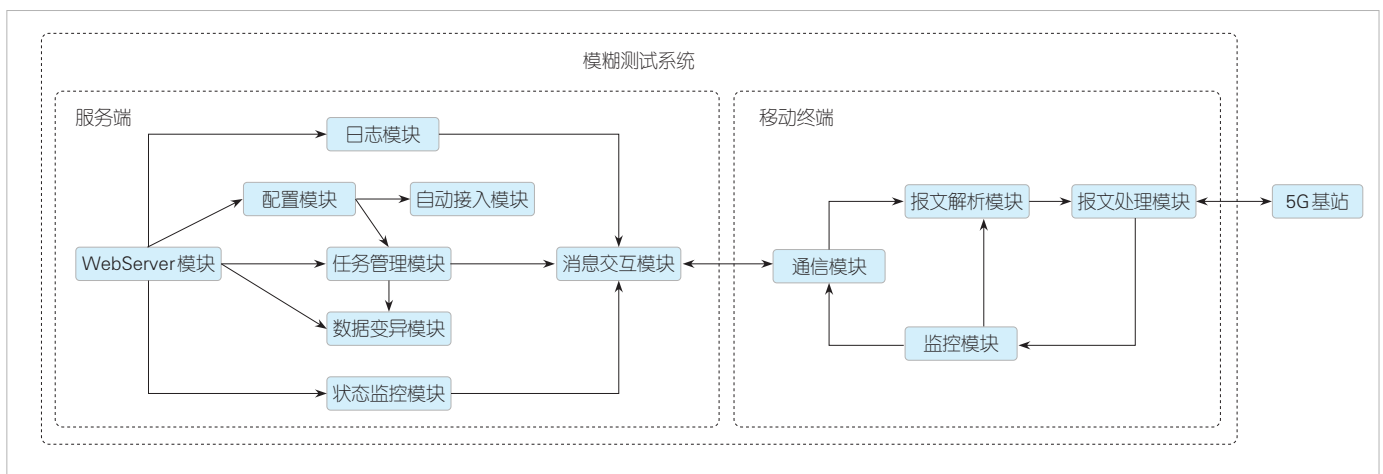 模糊测试系统
服务端
移动终端
日志模块
配置模块
自动接入模块
报文解析模块
报文处理模块
5G基站
WebServer模块
任务管理模块
消息交互模块
通信模块
数据变异模块
监控模块
状态监控模块